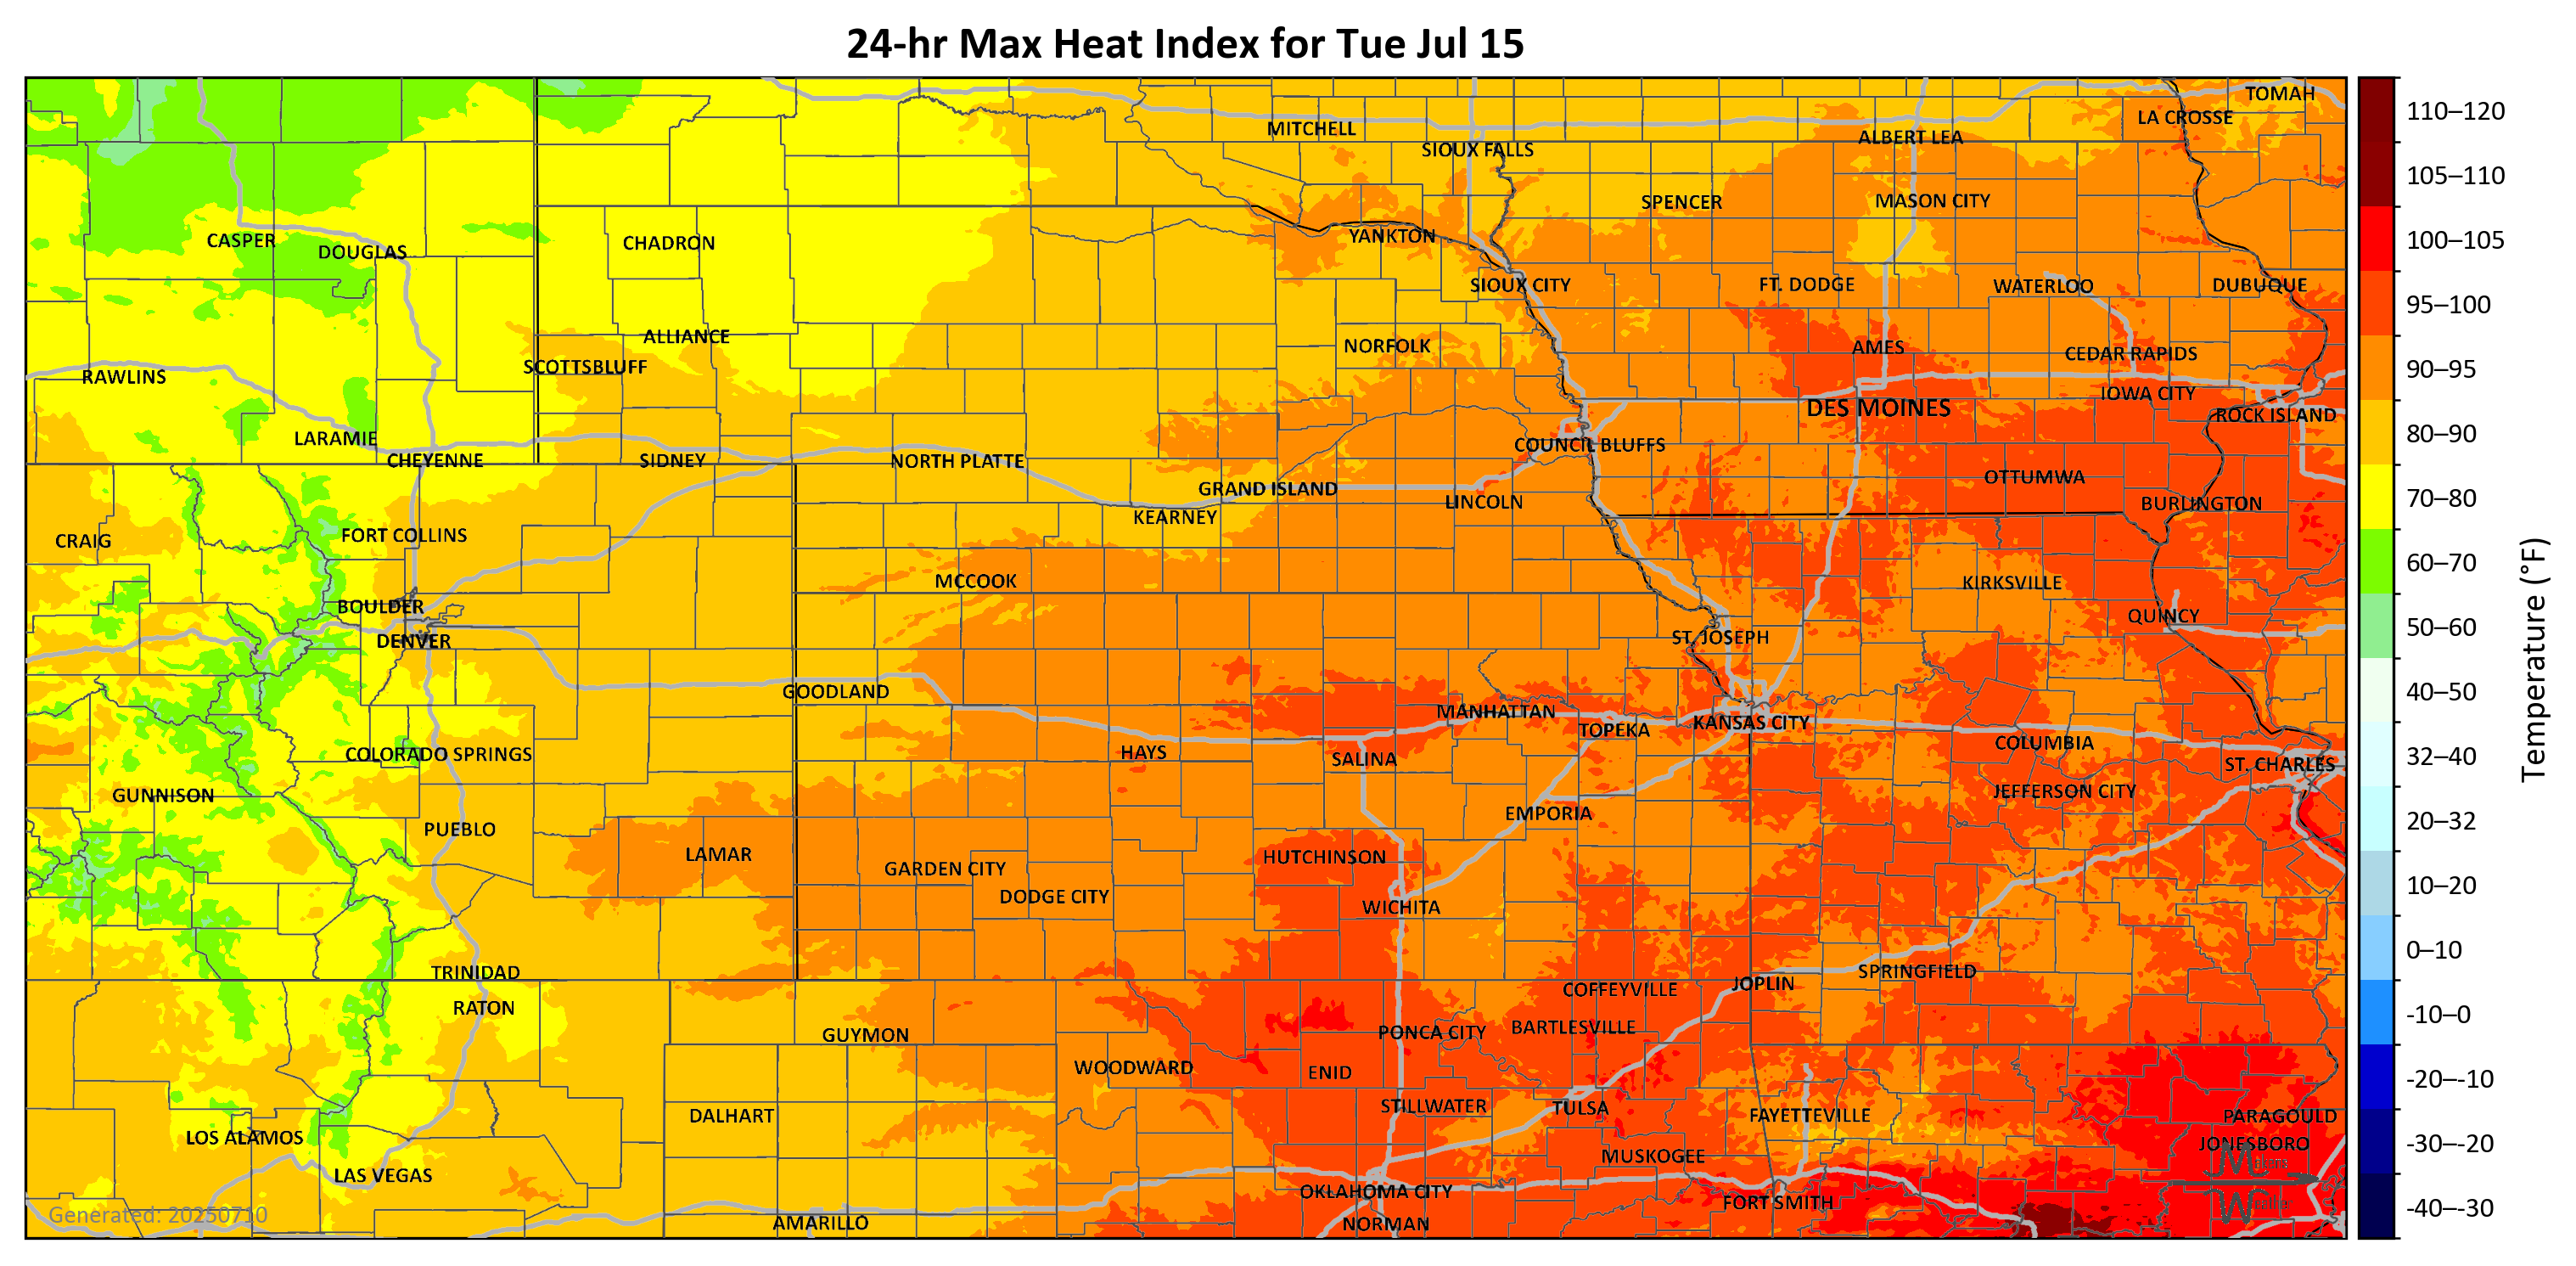 24-hr Max Heat Index for Tue Jul 15
TOMAH
LA CROSSE
MITCHELL
ALBERT LEA
SIOUX FALLS
SPENCER
MASON CITY
CASPER
DOUGLAS
CHADRON
YANKTON
SIOUX CITY
FT. DODGE
WATERLOO
DUBUQUE
ALLIANCE
NORFOLK
AMES
CEDAR RAPIDS
SCOTTSBLUFF
RAWLINS
IOWA CITY
DES MOINES
ROCK ISLAND
LARAMIE
COUNCIL BLUFFS
CHEYENNE
SIDNEY
NORTH PLATTE
OTTUMWA
GRAND ISLAND
LINCOLN
BURLINGTON
KEARNEY
FORT COLLINS
CRAIG
MCCOOK
KIRKSVILLE
BOULDER
QUINCY
DENVER
ST. JOSEPH
GOODLAND
MANHATTAN
KANSAS CITY
TOPEKA
COLUMBIA
COLORADO SPRINGS
HAYS
SALINA
ST. CHARLES
GUNNISON
JEFFERSON CITY
EMPORIA
PUEBLO
LAMAR
HUTCHINSON
GARDEN CITY
DODGE CITY
WICHITA
TRINIDAD
SPRINGFIELD
JOPLIN
COFFEYVILLE
RATON
BARTLESVILLE
GUYMON
PONCA CITY
WOODWARD
ENID
STILLWATER
TULSA
DALHART
FAYETTEVILLE
PARAGOULD
LOS ALAMOS
JONESBORO
MUSKOGEE
LAS VEGAS
OKLAHOMA CITY
FORT SMITH
AMARILLO
NORMAN
Generated: 20250710
110–120
105–110
100–105
95–100
90–95
80–90
70–80
60–70
50–60
40–50
32–40
20–32
10–20
0–10
-10–0
-20–-10
-30–-20
-40–-30
Temperature (°F)